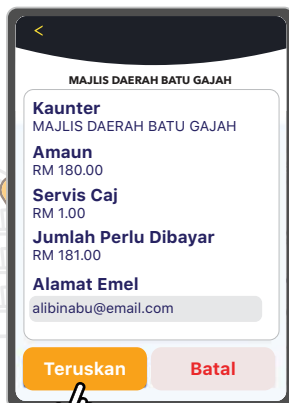 <
MAJLIS DAERAH BATU GAJAH
Kaunter
MAJLIS DAERAH BATU GAJAH
Amaun
RM 180.00
Servis Caj
RM 1.00
Jumlah Perlu Dibayar
RM 181.00
Alamat Emel
alibinabu@email.com
Teruskan Batal